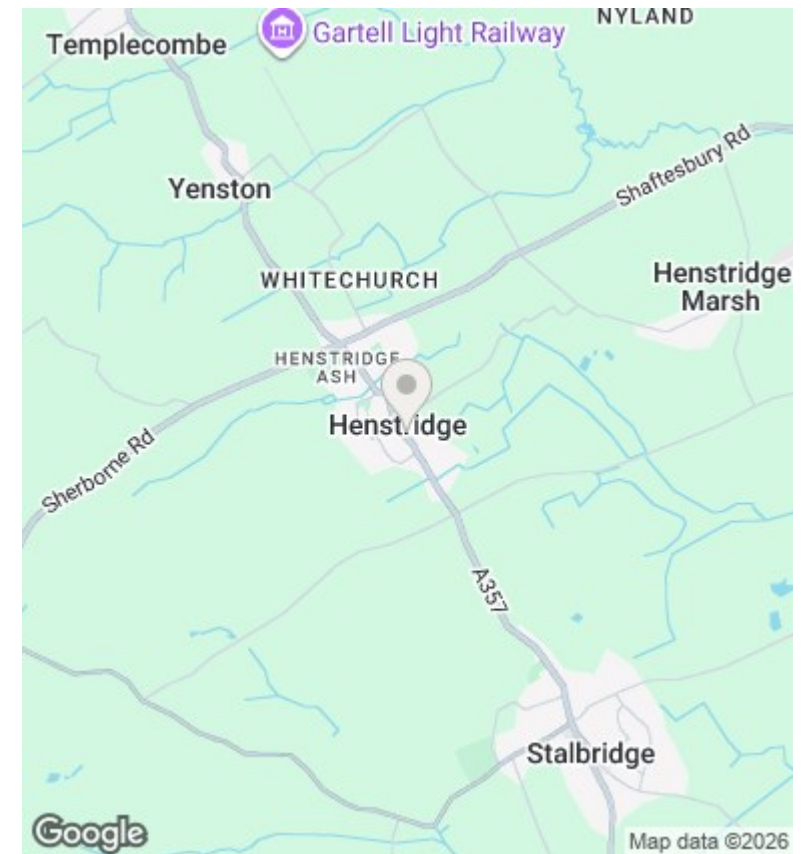 NYLAND
Templecombe
Gartell Light Railway
Shaftesbury Rd
Yenston
WHITECHURCH
Henstridge
Marsh
HENSTRIDGE
ASH
Henstridge
Sherborne Rd
A357
Stalbridge
Google
Map data ©2026